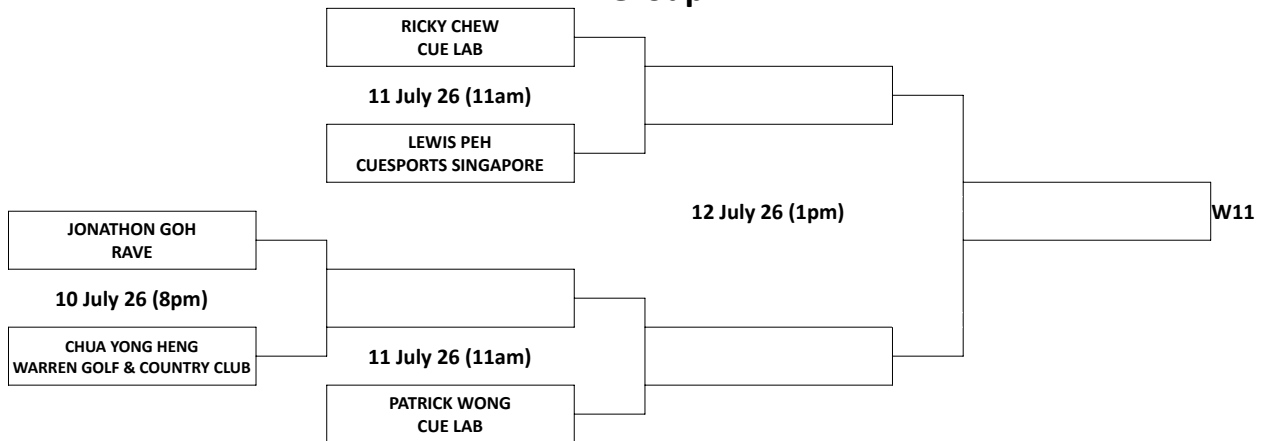 RICKY CHEW
CUE LAB
11 July 26 (11am)
LEWIS PEH
CUESPORTS SINGAPORE
12 July 26 (1pm)
W11
JONATHON GOH
RAVE
10 July 26 (8pm)
CHUA YONG HENG
WARREN GOLF & COUNTRY CLUB
11 July 26 (11am)
PATRICK WONG
CUE LAB